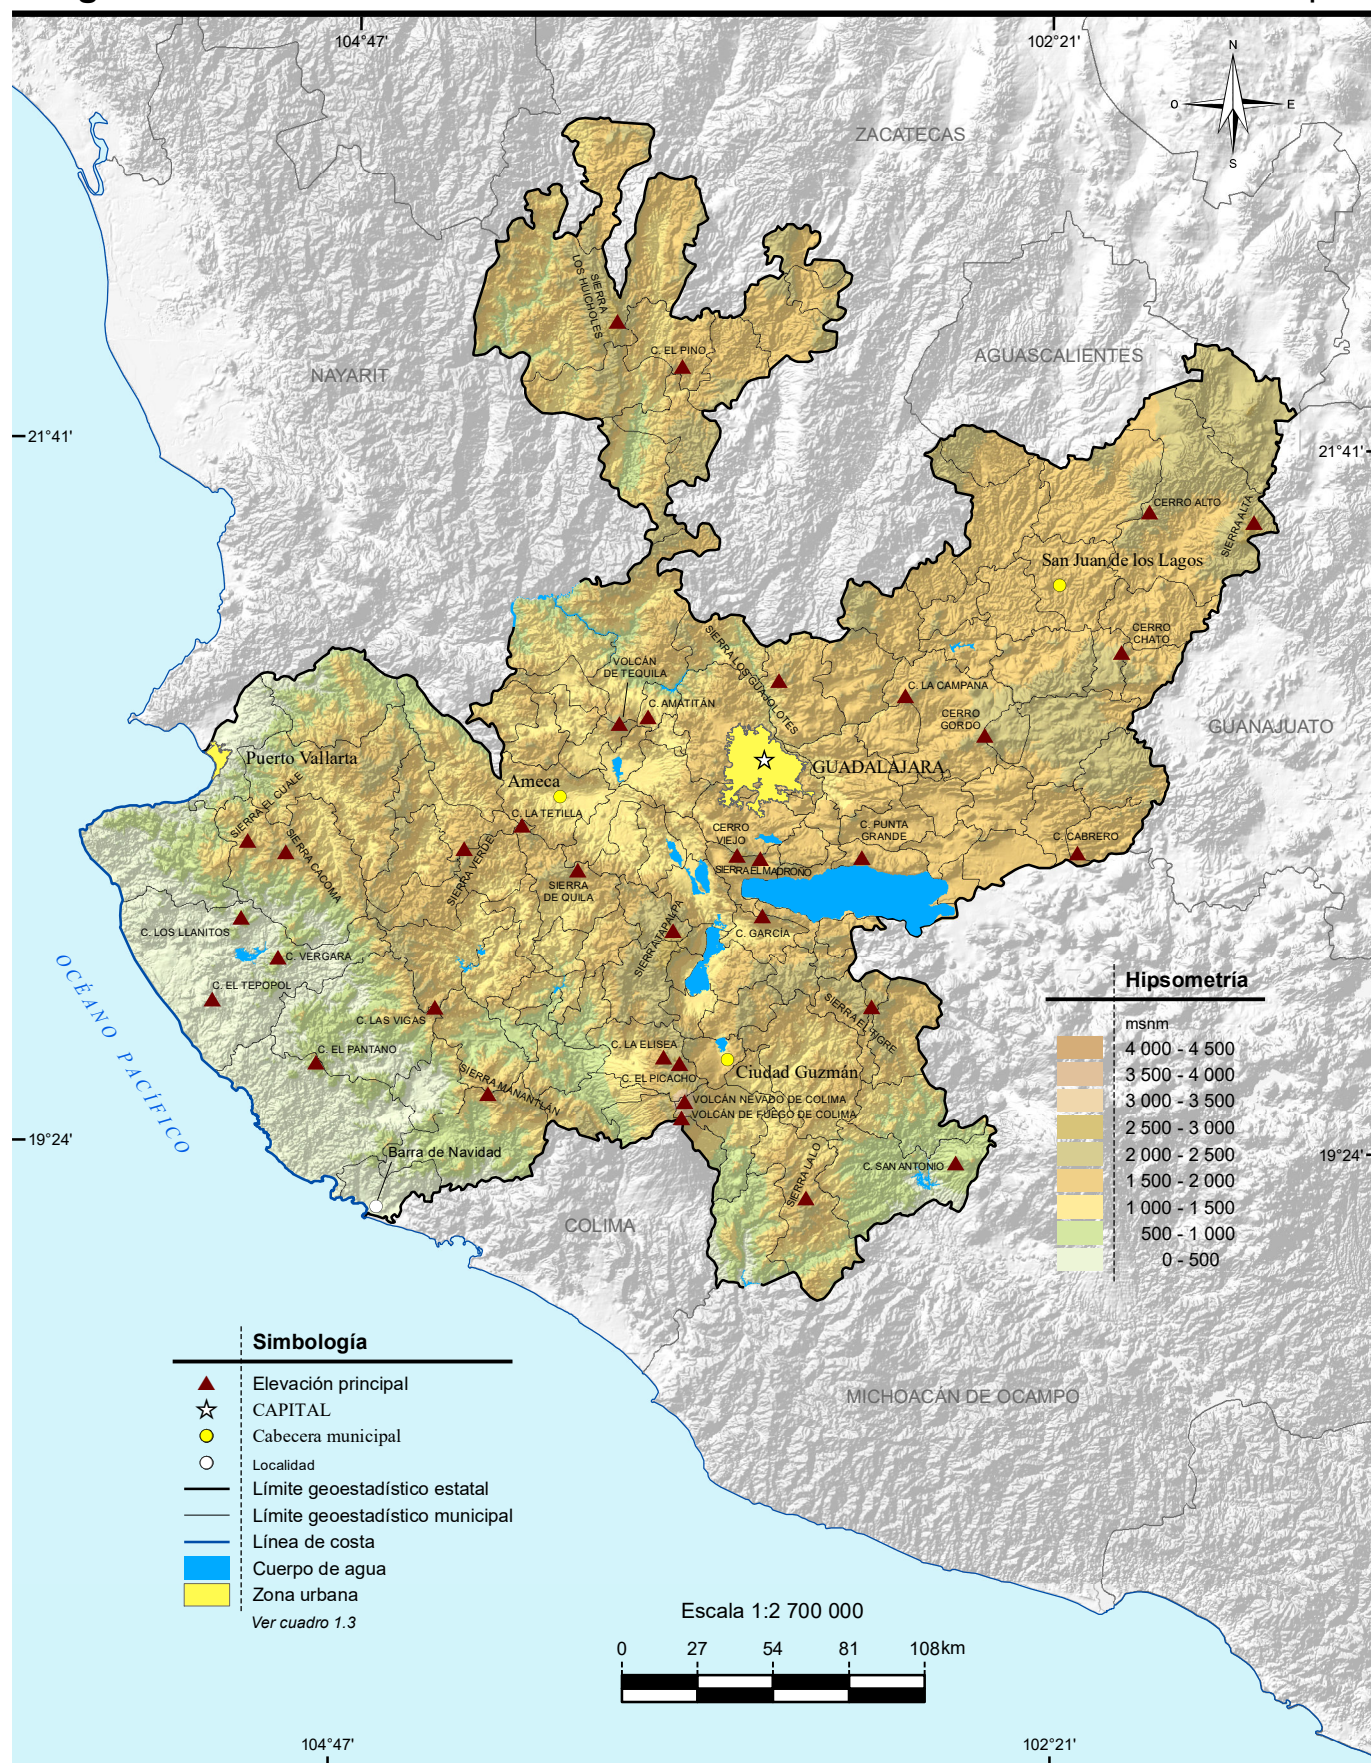 104°47'
102°21'
N
O
E
S
ZACATECAS
SIERRA
LOS HUICHOLES
C. EL PINO
AGUASCALIENTES
NAYARIT
21°41'
21°41'
CERRO ALTO
SIERRA ALTA
San Juan de los Lagos
CERRO
CHATO
SIERRA LOS GUAJOLOTES
VOLCÁN
DE TEQUILA
C. AMATITÁN
C. LA CAMPANA
CERRO
GORDO
GUANAJUATO
Puerto Vallarta
GUADALAJARA
Ameca
SIERRA EL CUALE
C. LA TETILLA
SIERRA CACOMA
SIERRA VERDE
CERRO
VIEJO
C. PUNTA
GRANDE
C. CABRERO
SIERRA EL MADROÑO
SIERRA
DE QUILA
SIERRA TAPALPA
C. GARCÍA
C. LOS LLANITOS
C. VERGARA
C. EL TEPOPOL
OCÉANO PACÍFICO
C. LAS VIGAS
SIERRA EL TIGRE
C. EL PANTANO
C. LA ELISEA
C. EL PICACHO
Ciudad Guzmán
SIERRA MANANTLÁN
VOLCÁN NEVADO DE COLIMA
VOLCÁN DE FUEGO DE COLIMA
19°24'
19°24'
Barra de Navidad
C. SAN ANTONIO
SIERRA LALO
COLIMA
MICHOACÁN DE OCAMPO
Hipsometría
msnm
4 000 - 4 500
3 500 - 4 000
3 000 - 3 500
2 500 - 3 000
2 000 - 2 500
1 500 - 2 000
1 000 - 1 500
500 - 1 000
0 - 500
Simbología
Elevación principal
CAPITAL
Cabecera municipal
Localidad
Límite geoestadístico estatal
Límite geoestadístico municipal
Línea de costa
Cuerpo de agua
Zona urbana
Ver cuadro 1.3
Escala 1:2 700 000
0 27 54 81 108km
104°47'
102°21'